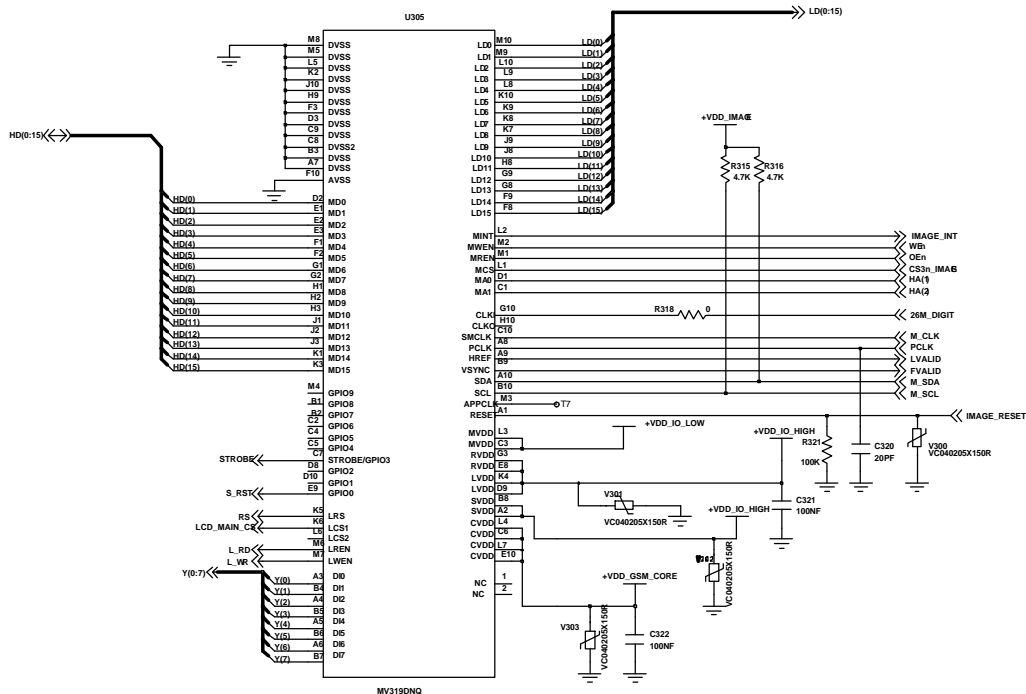 U305
LD(0:15)
M8 DVSS
M5 DVSS
L5 DVSS
K2 DVSS
J10 DVSS
H9 DVSS
F3 DVSS
D3 DVSS
C9 DVSS
C8 DVSS2
B3 DVSS
A7 DVSS
F10 AVSS
LD0 M10 LD(0)
LD1 M9 LD(1)
LD2 L10 LD(2)
LD3 L9 LD(3)
LD4 L8 LD(4)
LD5 K10 LD(5)
LD6 K9 LD(6)
LD7 K8 LD(7)
LD8 K7 LD(8)
LD9 J9 LD(9)
LD10 J8 LD(10)
LD11 H8 LD(11)
LD12 G9 LD(12)
LD13 G8 LD(13)
LD14 F9 LD(14)
LD15 F8 LD(15)
+VDD_IMAGE
R315
4.7K
R316
4.7K
HD(0:15)
HD(0) D2 MD0
HD(1) E1 MD1
HD(2) E2 MD2
HD(3) E3 MD3
HD(4) F1 MD4
HD(5) F2 MD5
HD(6) G1 MD6
HD(7) G2 MD7
HD(8) H1 MD8
HD(9) H2 MD9
HD(10) H3 MD10
HD(11) J1 MD11
HD(12) J2 MD12
HD(13) J3 MD13
HD(14) K1 MD14
HD(15) K3 MD15
MINT L2 IMAGE_INT
MWEN M2 WEn
MREN M1 OEn
MCS L1 CS3n_IMAG
MA0 D1 HA(1)
MA1 C1 HA(2)
CLKI G10 R318 0 26M_DIGIT
CLKO H10
SMCLK C10 M_CLK
PCLK A8 PCLK
HREF A9 LVALID
VSYNC B9 FVALID
SDA A10 M_SDA
SCL B10 M_SCL
APPCLK M3 T7
RESET A1 IMAGE_RESET
M4 GPIO9
B1 GPIO8
B2 GPIO7
C2 GPIO6
C4 GPIO5
C5 GPIO4
STROBE C7 STROBE/GPIO3
D8 GPIO2
D10 GPIO1
S_RST E9 GPIO0
RS K5 LRS
LCD_MAIN_CS K6 LCS1
L6 LCS2
L_RD M6 LREN
L_WR M7 LWEN
MVDD L3
MVDD C3
RVDD G3
RVDD E8
LVDD K4
LVDD D9
SVDD B8
SVDD A2
CVDD L4
CVDD C6
CVDD L7
CVDD E10
NC 1
NC 2
+VDD_IO_LOW
+VDD_IO_HIGH
R321
100K
C320
20PF
V300
VC040205X150R
V301
VC040205X150R
C321
100NF
+VDD_IO_HIGH
VC040205X150R
+VDD_GSM_CORE
V303
VC040205X150R
C322
100NF
Y(0:7)
Y(0) A3 DI0
Y(1) B4 DI1
Y(2) A4 DI2
Y(3) B5 DI3
Y(4) A5 DI4
Y(5) B6 DI5
Y(6) A6 DI6
Y(7) B7 DI7
MV319DNQ